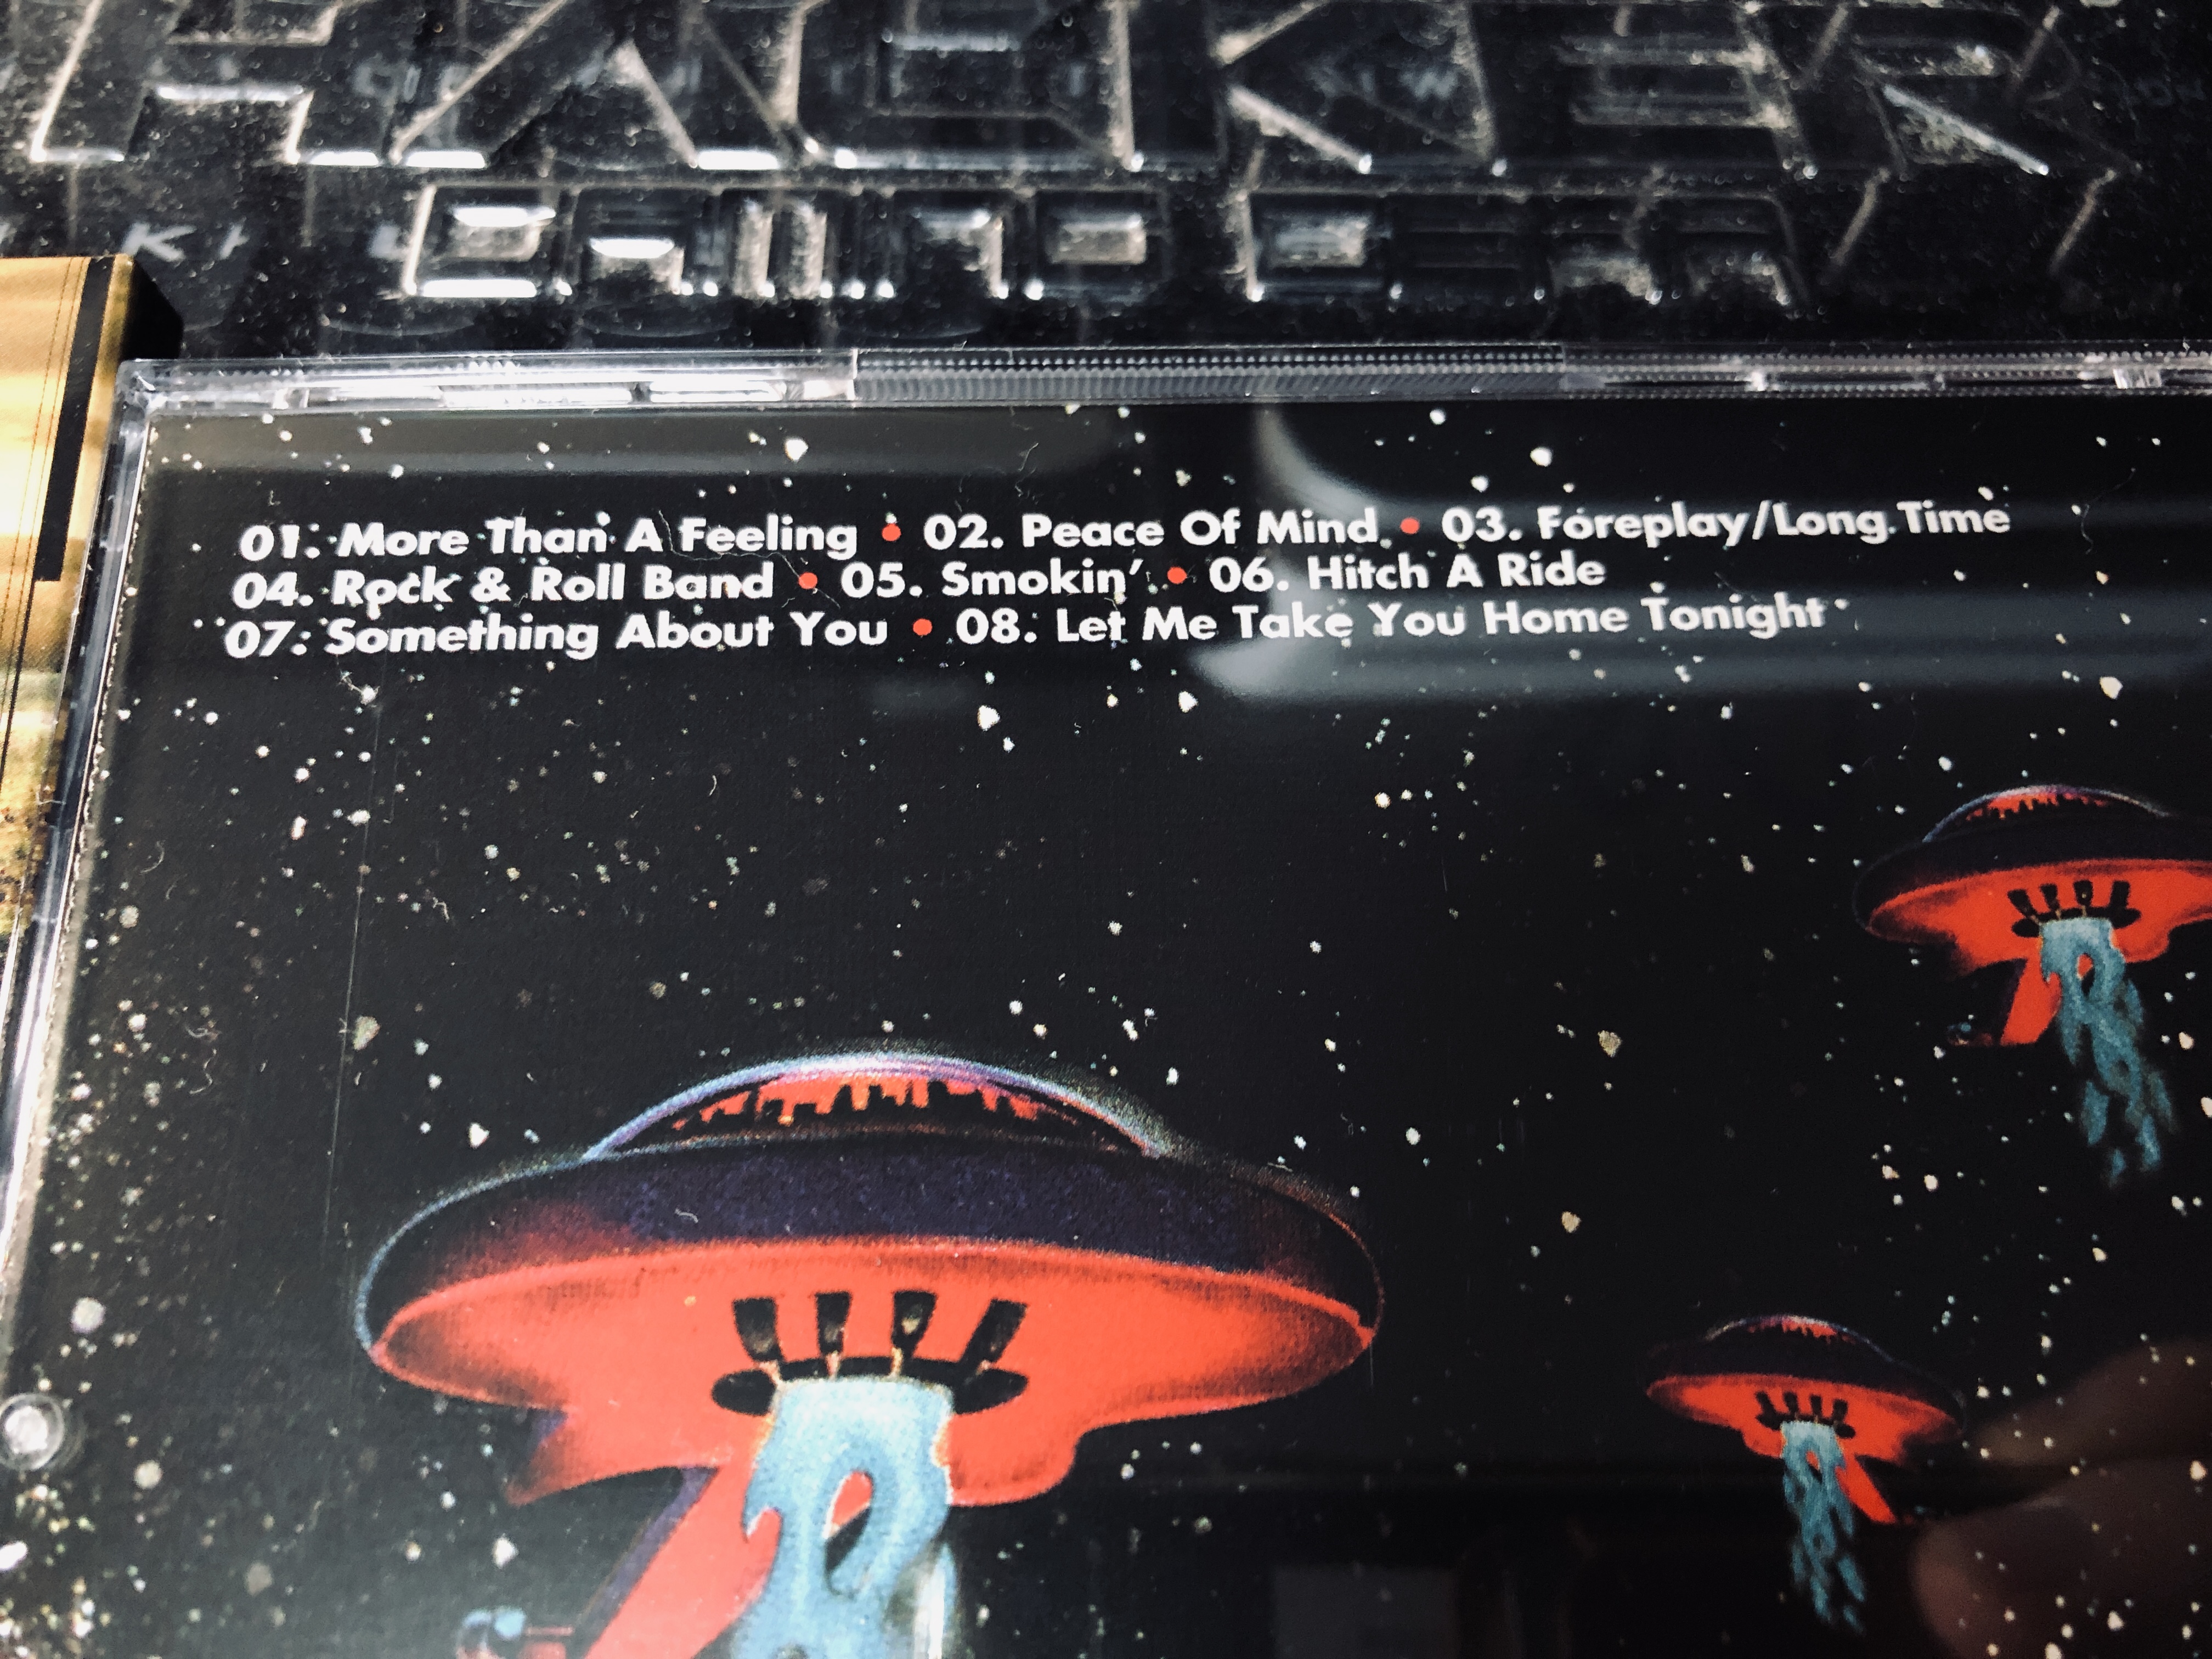 HACKER
01. More Than A Feeling • 02. Peace Of Mind • 03. Foreplay/Long Time
04. Rock & Roll Band • 05. Smokin' • 06. Hitch A Ride
07. Something About You • 08. Let Me Take You Home Tonight